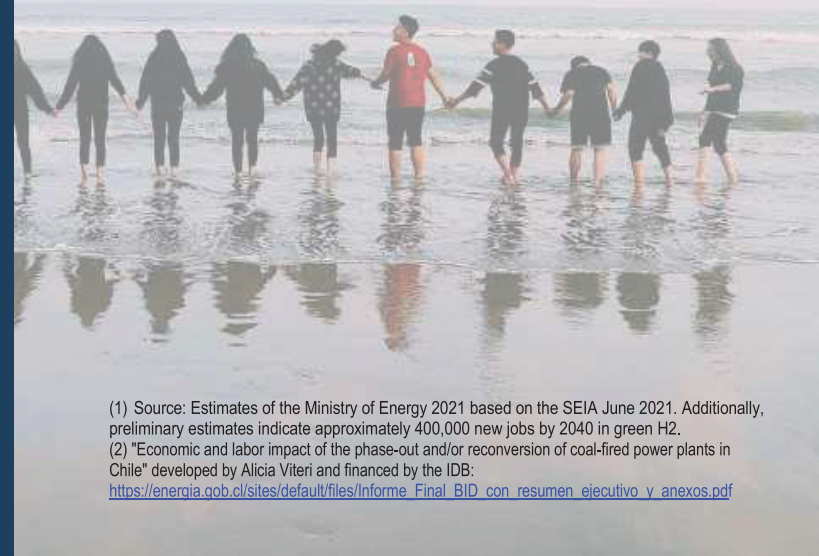 (1) Source: Estimates of the Ministry of Energy 2021 based on the SEIA June 2021. Additionally,
preliminary estimates indicate approximately 400,000 new jobs by 2040 in green H2.
(2) "Economic and labor impact of the phase-out and/or reconversion of coal-fired power plants in
Chile" developed by Alicia Viteri and financed by the IDB:
https://energia.gob.cl/sites/default/files/Informe_Final_BID_con_resumen_ejecutivo_y_anexos.pdf